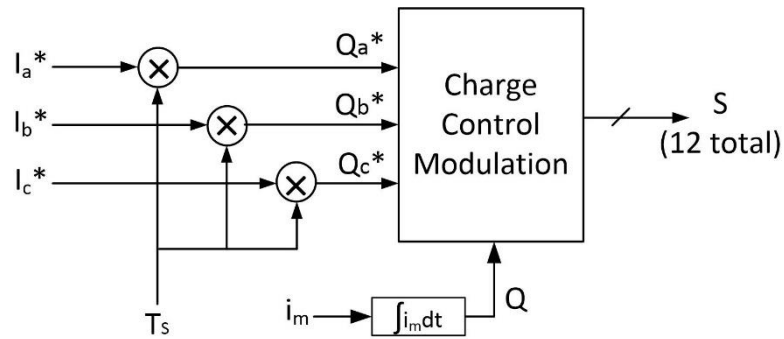 Ia*
Qa*
Ib*
Qb*
Ic*
Qc*
Charge
Control
Modulation
S
(12 total)
Ts
im
∫imdt
Q